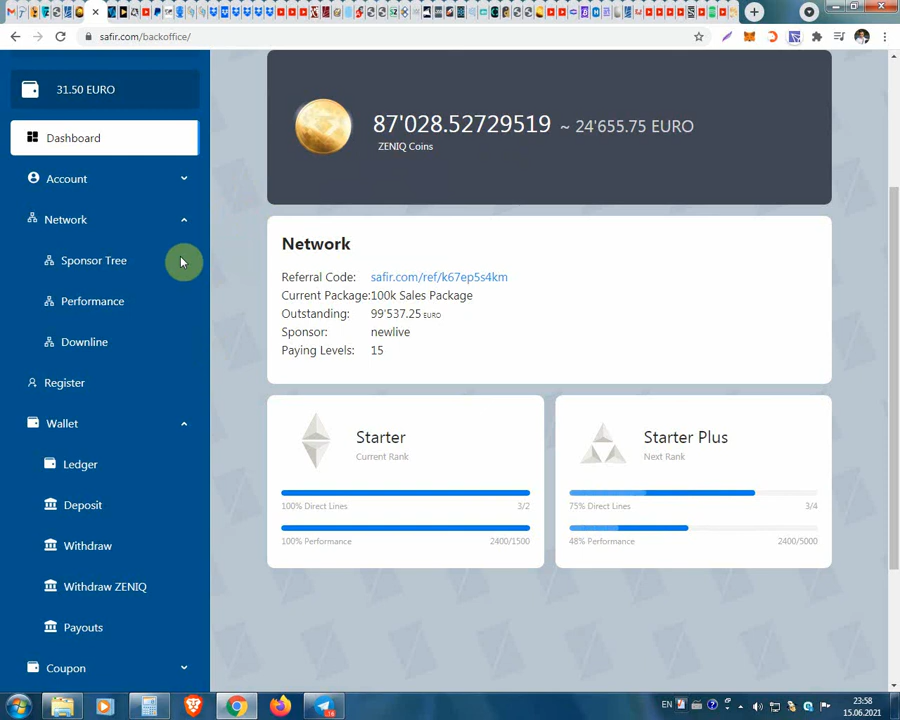 safir.com/backoffice/
31.50 EURO
Dashboard
Account
Network
Sponsor Tree
Performance
Downline
Register
Wallet
Ledger
Deposit
Withdraw
Withdraw ZENIQ
Payouts
Coupon
87'028.52729519 ~ 24'655.75 EURO
ZENIQ Coins
Network
Referral Code: safir.com/ref/k67ep5s4km
Current Package:100k Sales Package
Outstanding: 99'537.25 EURO
Sponsor: newlive
Paying Levels: 15
Starter
Current Rank
100% Direct Lines 3/2
100% Performance 2400/1500
Starter Plus
Next Rank
75% Direct Lines 3/4
48% Performance 2400/5000
EN
23:58
15.06.2021